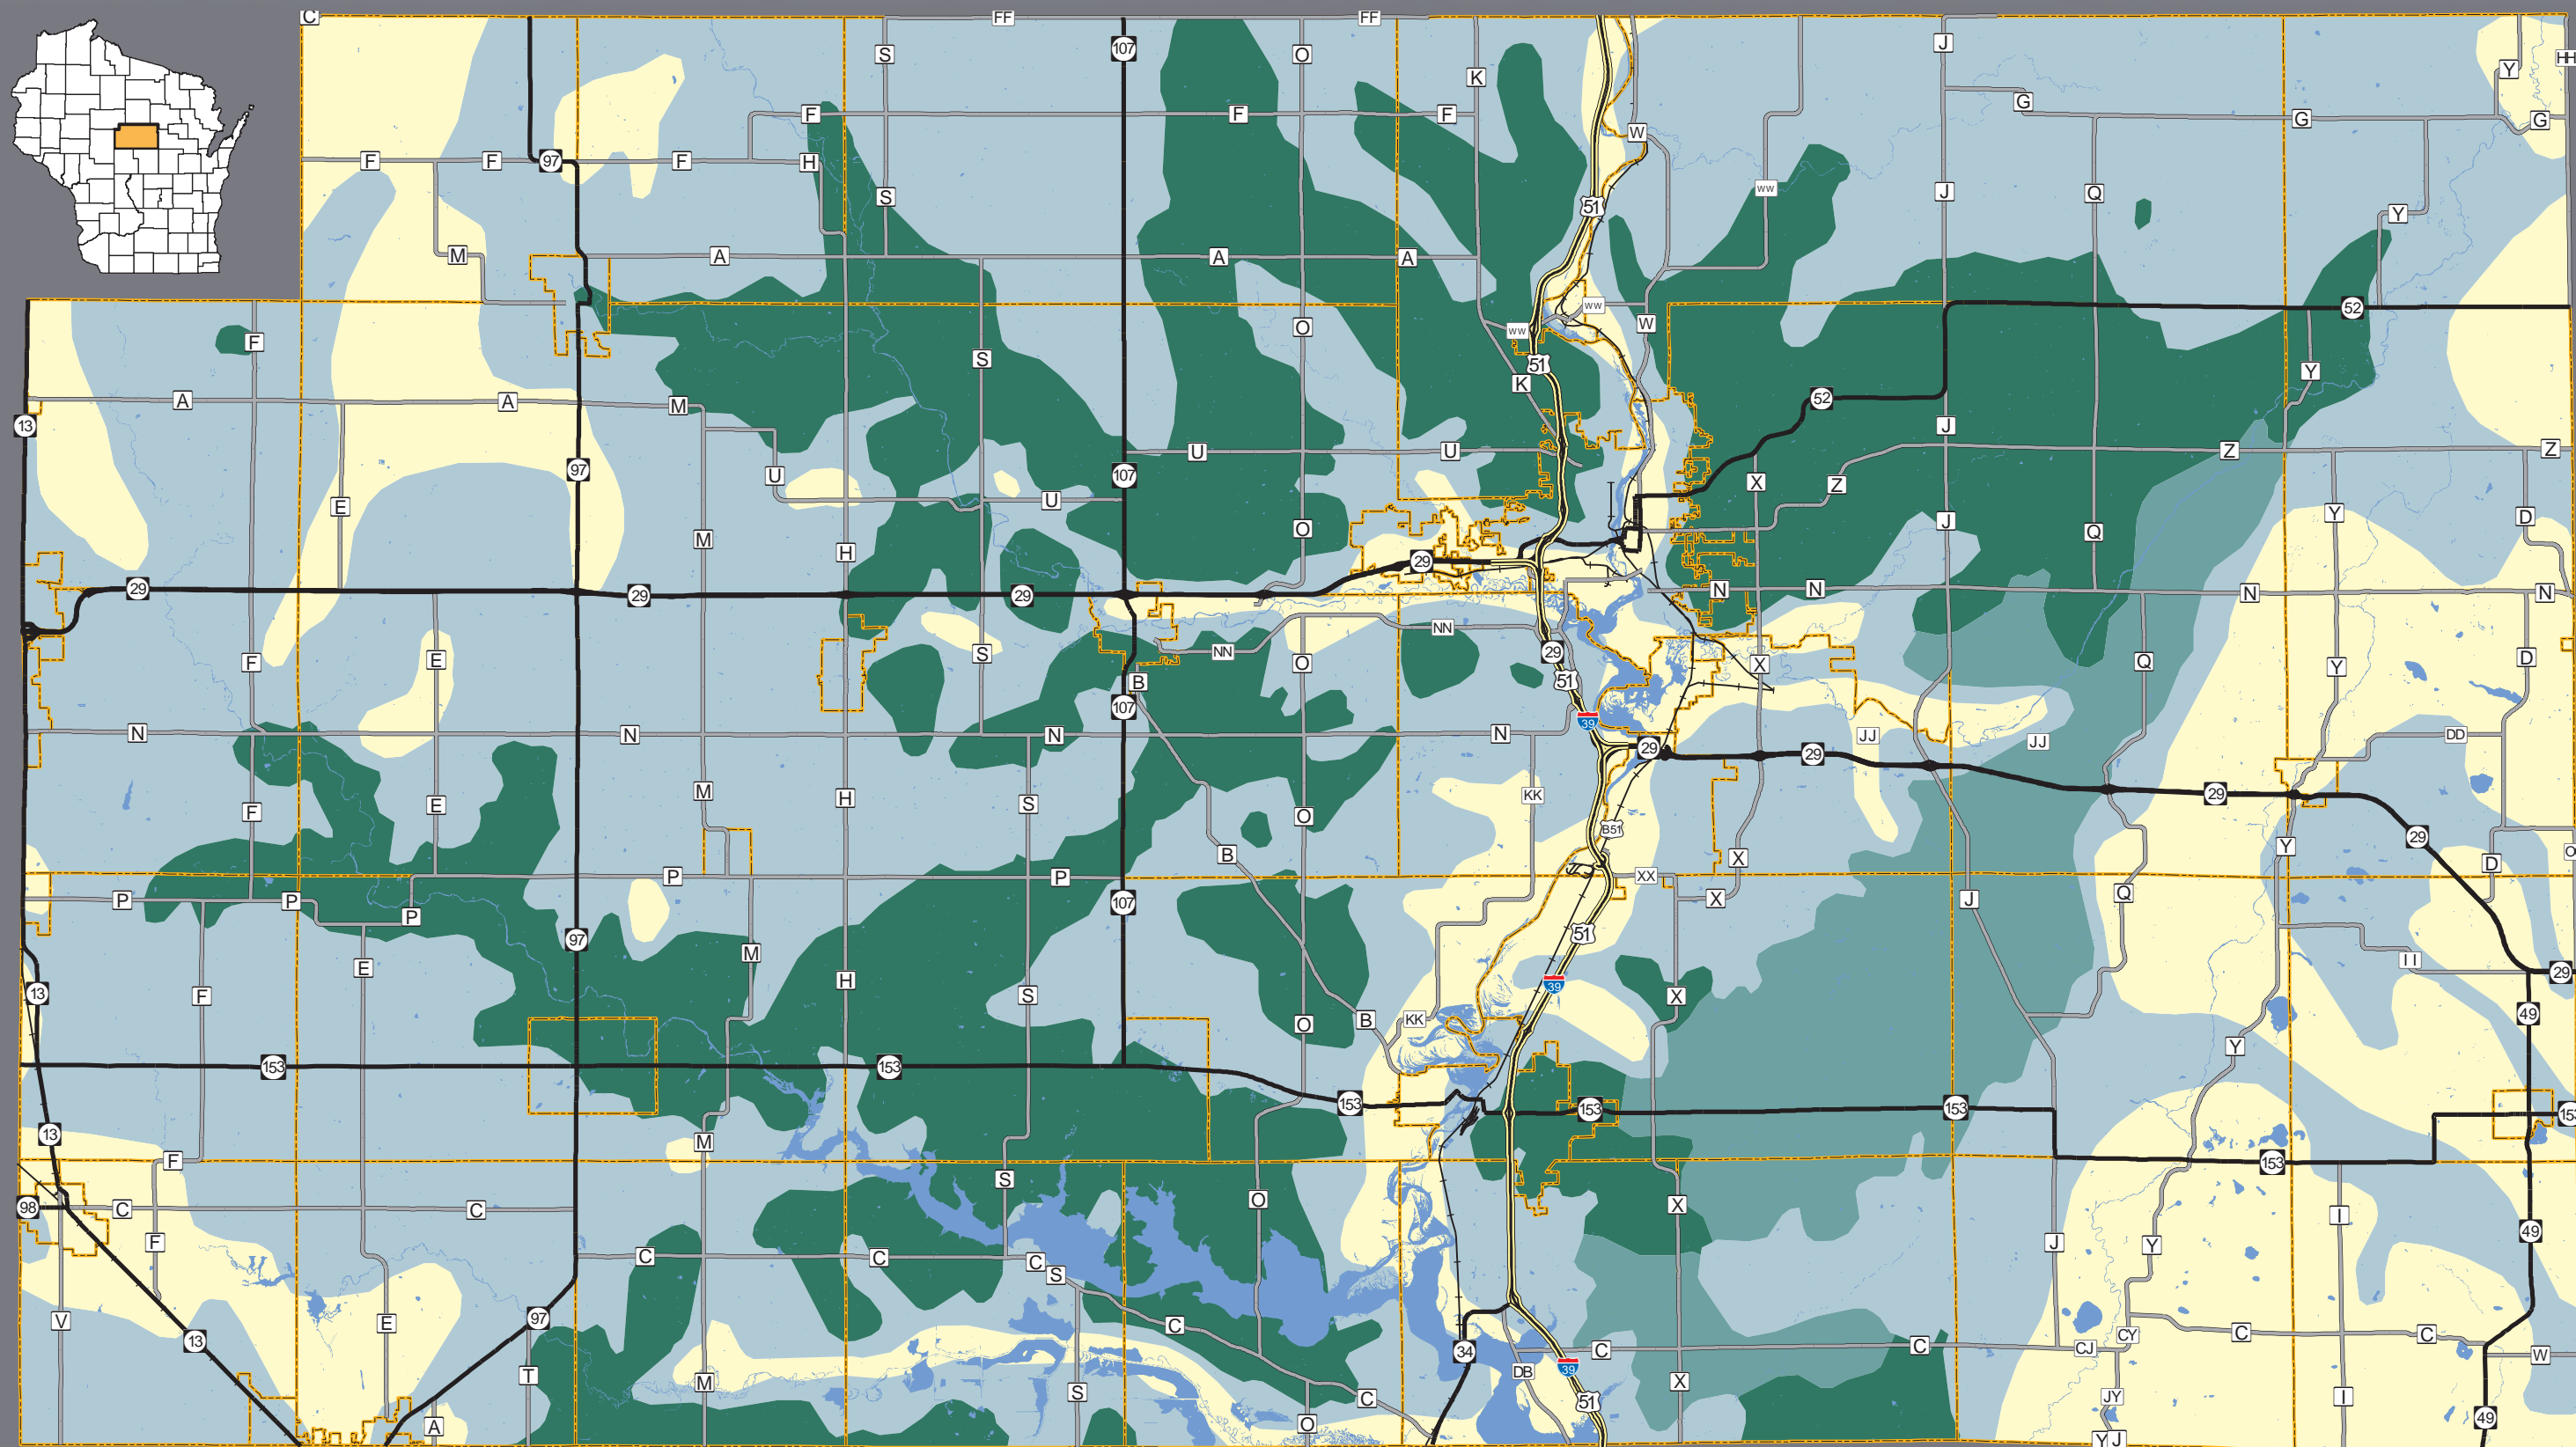 C FF FF
107
S O K J Y HH
F F F G G G
W
F F F H
97
WW J Q
S
51
M A A A Y
WW
52
WW W
F S O 51 Y
K
A A M 52
13
J
97 U 107 U U Z Z
U X Z
E U Y D
M H O J Q
29
29 29 29 N N N N
NN
F E S NN O 29 X Q Y D
51
B
107
39
N N N N JJ JJ DD
29 29
F E M H S O KK 29
B51 29
B X Y D O
P P XX
P P P 107 X J Q
97 51
E M H II 29
13 F S O 39 X
B KK 49
Y
153 153
153 153 153 153
13 M
F 153
S
98 C C O X I
F J Y 49
C C C
S
V E 97 C C C
13 C C CJ CY W
34 39
T M S C DB 51 X JY I
A O 49
Y J